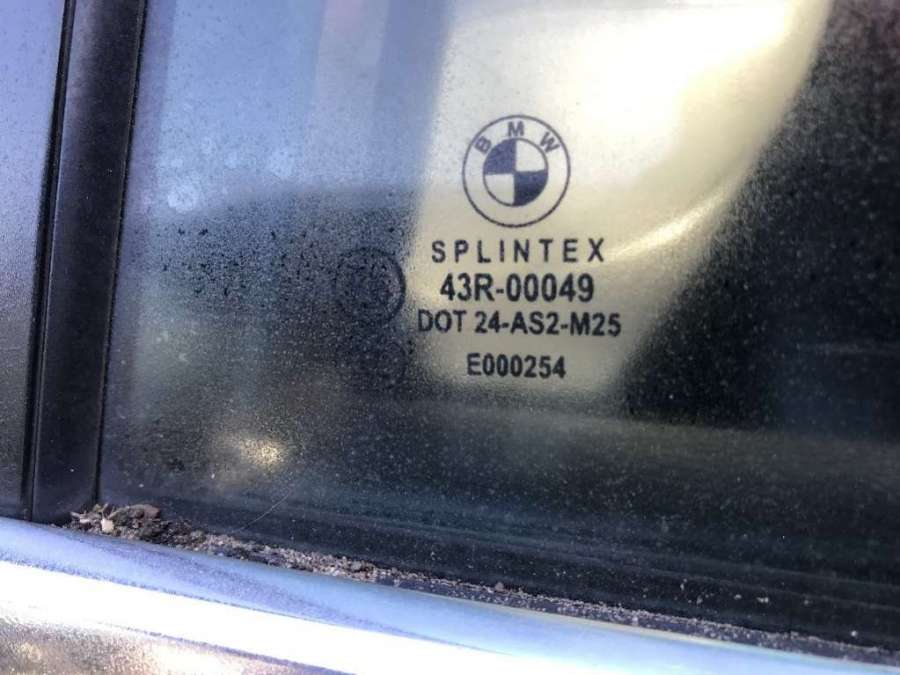 BMW
SPLINTEX
43R-00049
DOT 24-AS2-M25
E000254